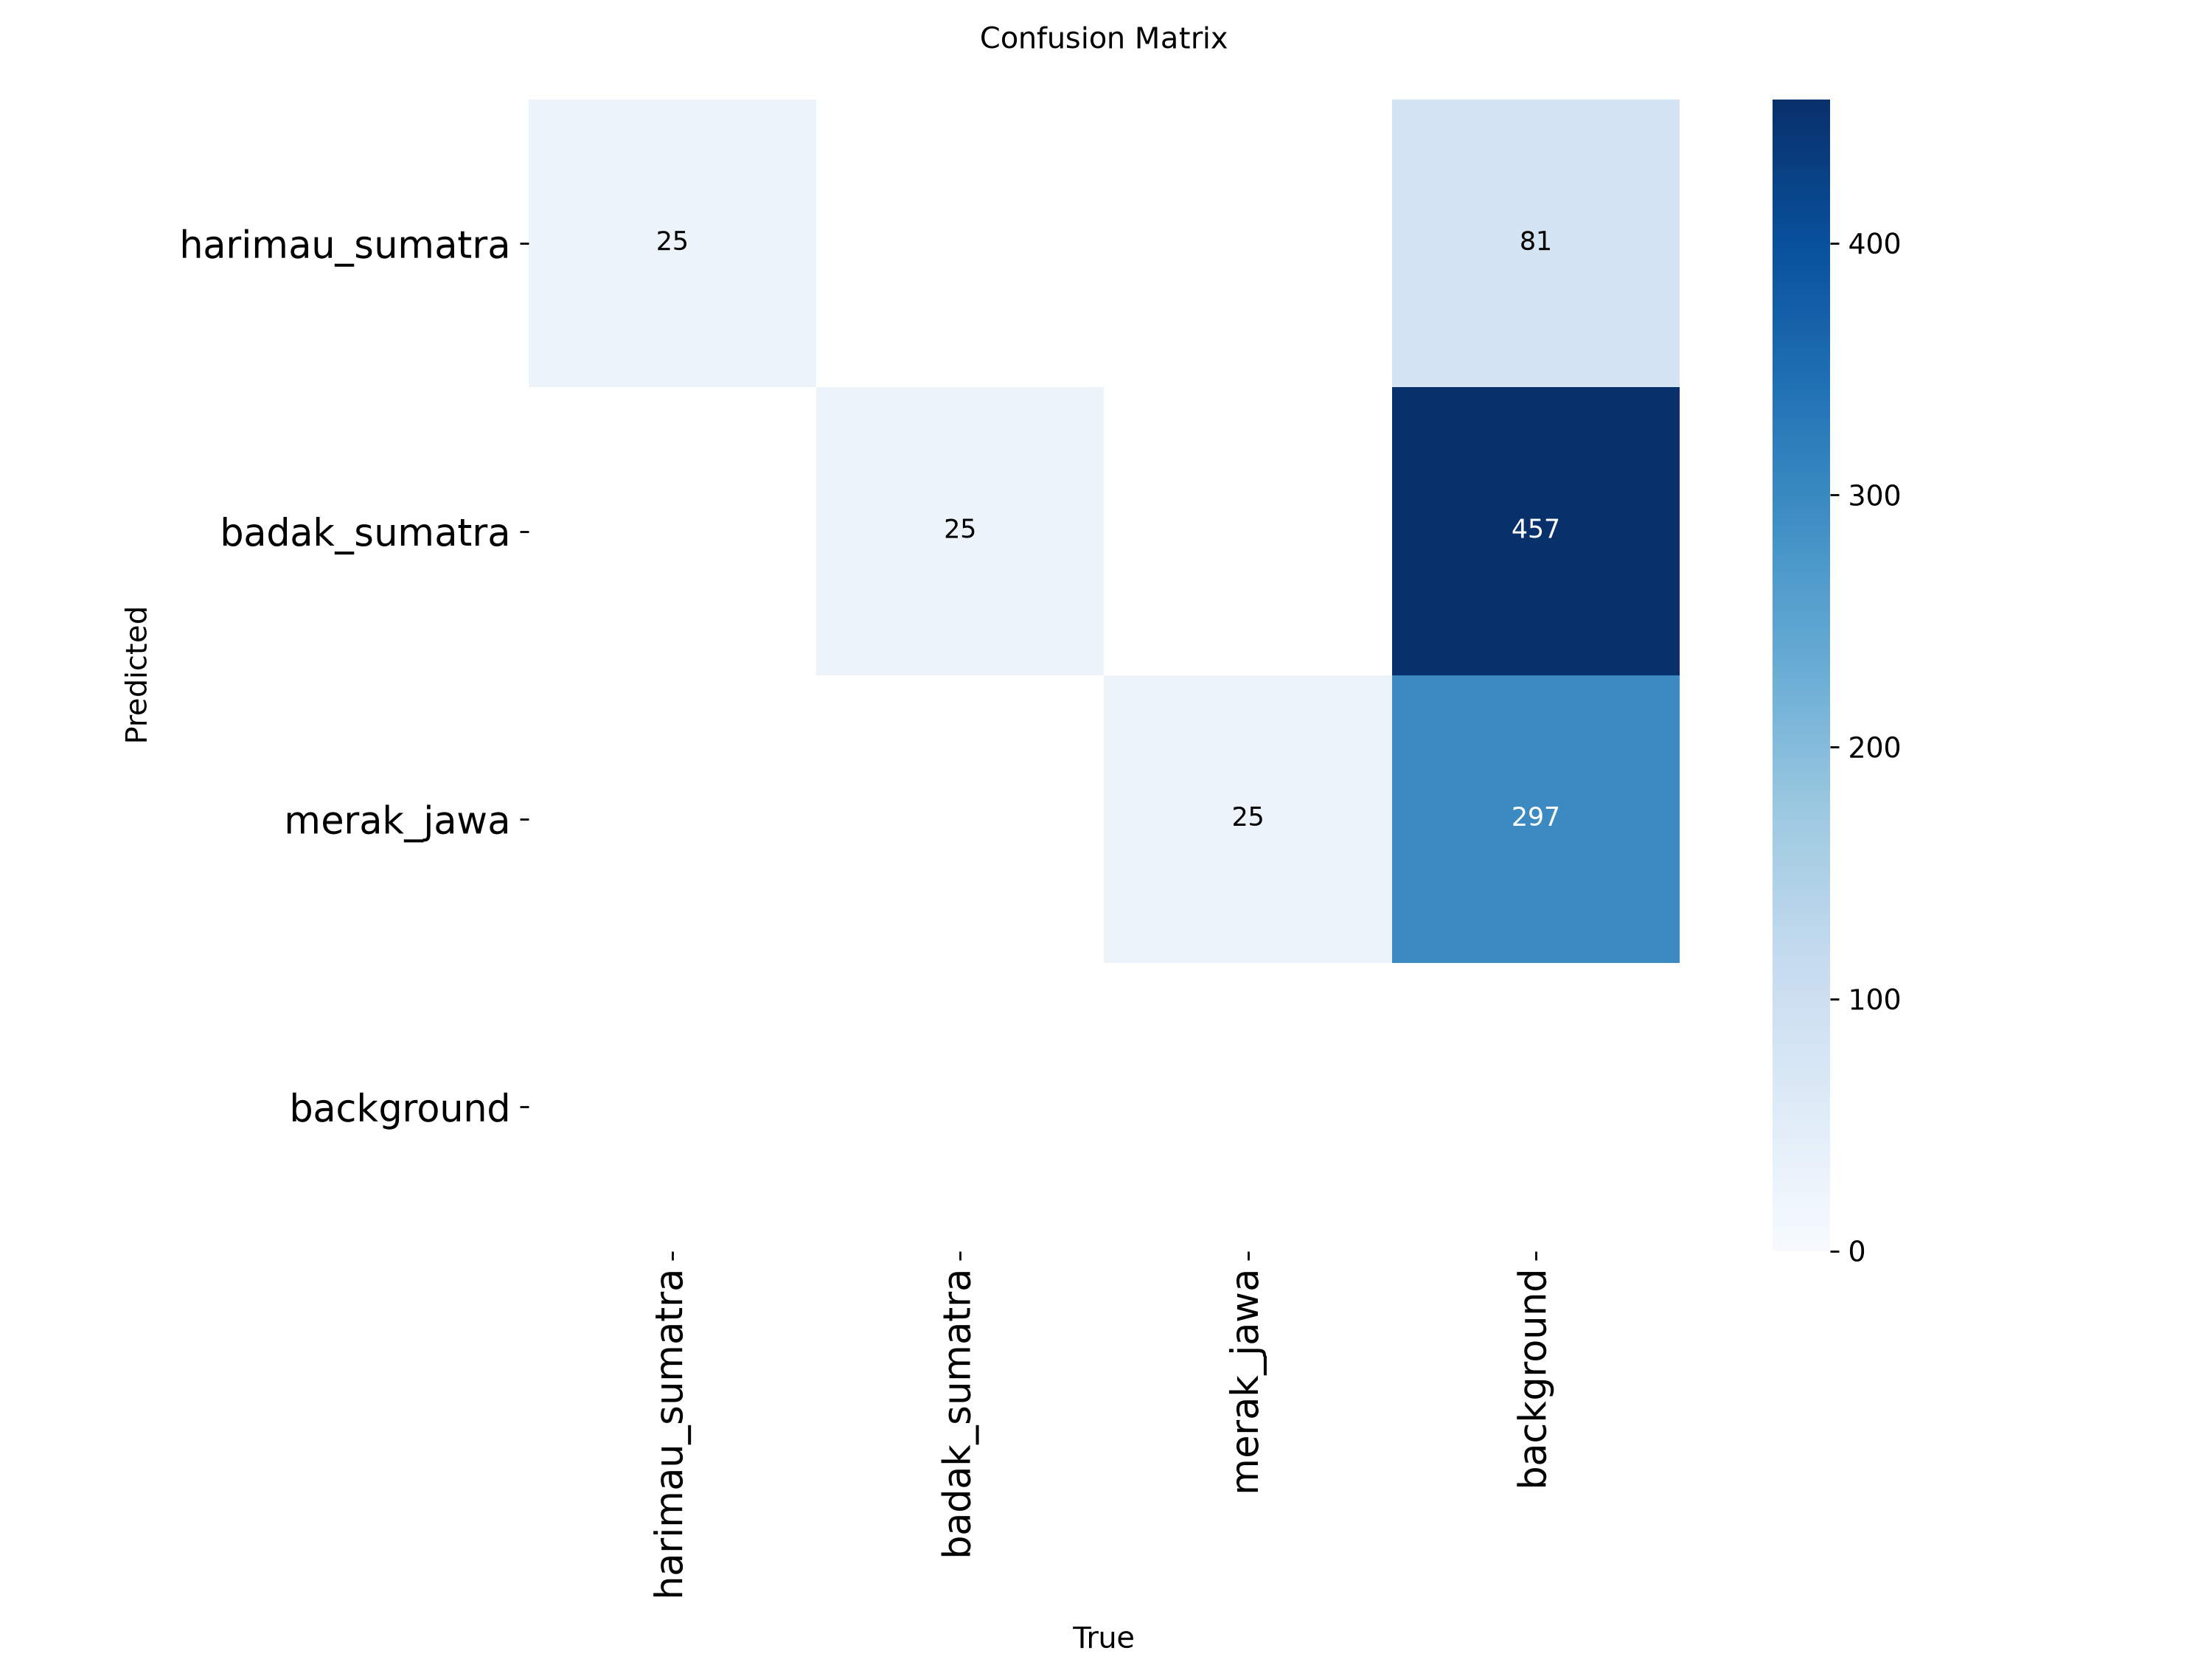 Confusion Matrix
harimau_sumatra
25
81
400
badak_sumatra
25
457
300
Predicted
200
merak_jawa
25
297
100
background
0
harimau_sumatra
badak_sumatra
merak_jawa
background
True